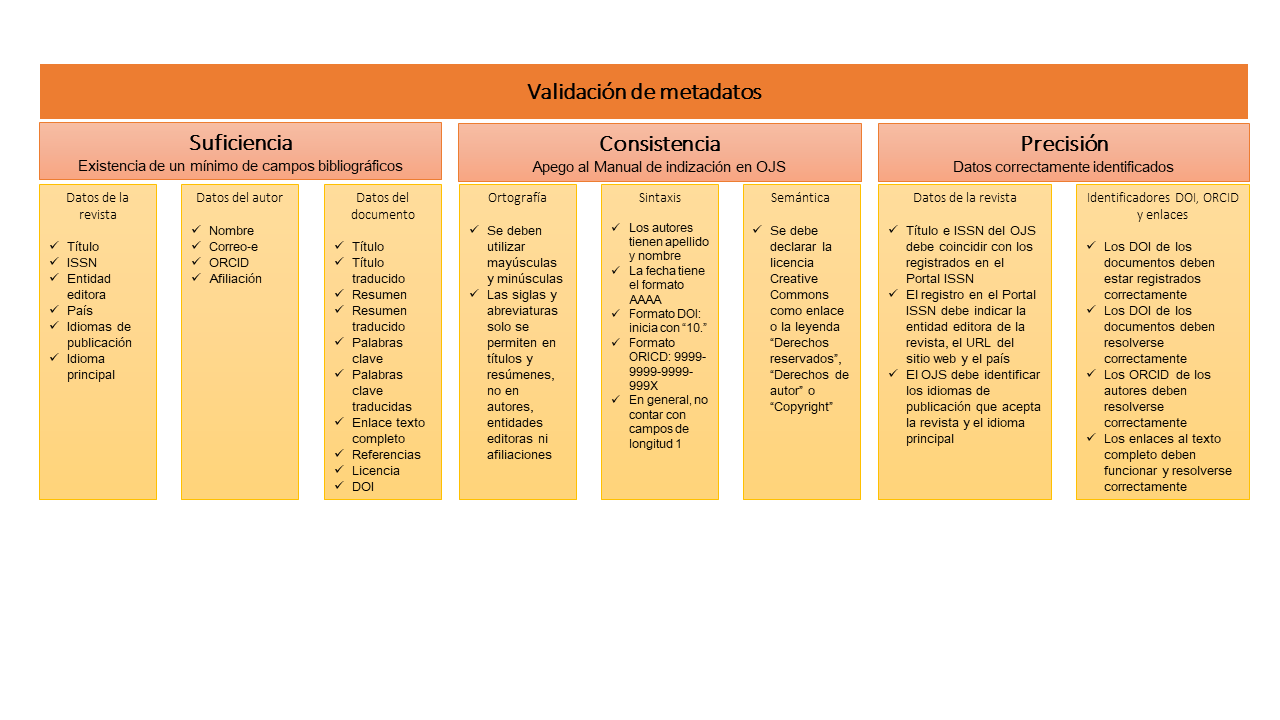 Validación de metadatos
Suficiencia
Existencia de un mínimo de campos bibliográficos
Datos de la
revista
✓ Título
✓ ISSN
✓ Entidad
editora
✓ País
✓ Idiomas de
publicación
✓ Idioma
principal
Datos del autor
✓ Nombre
✓ Correo-e
✓ ORCID
✓ Afiliación
Datos del
documento
✓ Título
✓ Título
traducido
✓ Resumen
✓ Resumen
traducido
✓ Palabras
clave
✓ Palabras
clave
traducidas
✓ Enlace texto
completo
✓ Referencias
✓ Licencia
✓ DOI
Consistencia
Apego al Manual de indización en OJS
Ortografía
✓ Se deben
utilizar
mayúsculas
y minúsculas
✓ Las siglas y
abreviaturas
solo se
permiten en
títulos y
resúmenes,
no en
autores,
entidades
editoras ni
afiliaciones
Sintaxis
✓ Los autores
tienen apellido
y nombre
✓ La fecha tiene
el formato
AAAA
✓ Formato DOI:
inicia con “10.”
✓ Formato
ORICD: 9999-
9999-9999-
999X
✓ En general, no
contar con
campos de
longitud 1
Semántica
✓ Se debe
declarar la
licencia
Creative
Commons
como enlace
o la leyenda
“Derechos
reservados”,
“Derechos de
autor” o
“Copyright”
Precisión
Datos correctamente identificados
Datos de la revista
✓ Título e ISSN del OJS
debe coincidir con los
registrados en el
Portal ISSN
✓ El registro en el Portal
ISSN debe indicar la
entidad editora de la
revista, el URL del
sitio web y el país
✓ El OJS debe identificar
los idiomas de
publicación que acepta
la revista y el idioma
principal
Identificadores DOI, ORCID
y enlaces
✓ Los DOI de los
documentos deben
estar registrados
correctamente
✓ Los DOI de los
documentos deben
resolverse
correctamente
✓ Los ORCID de los
autores deben
resolverse
correctamente
✓ Los enlaces al texto
completo deben
funcionar y resolverse
correctamente